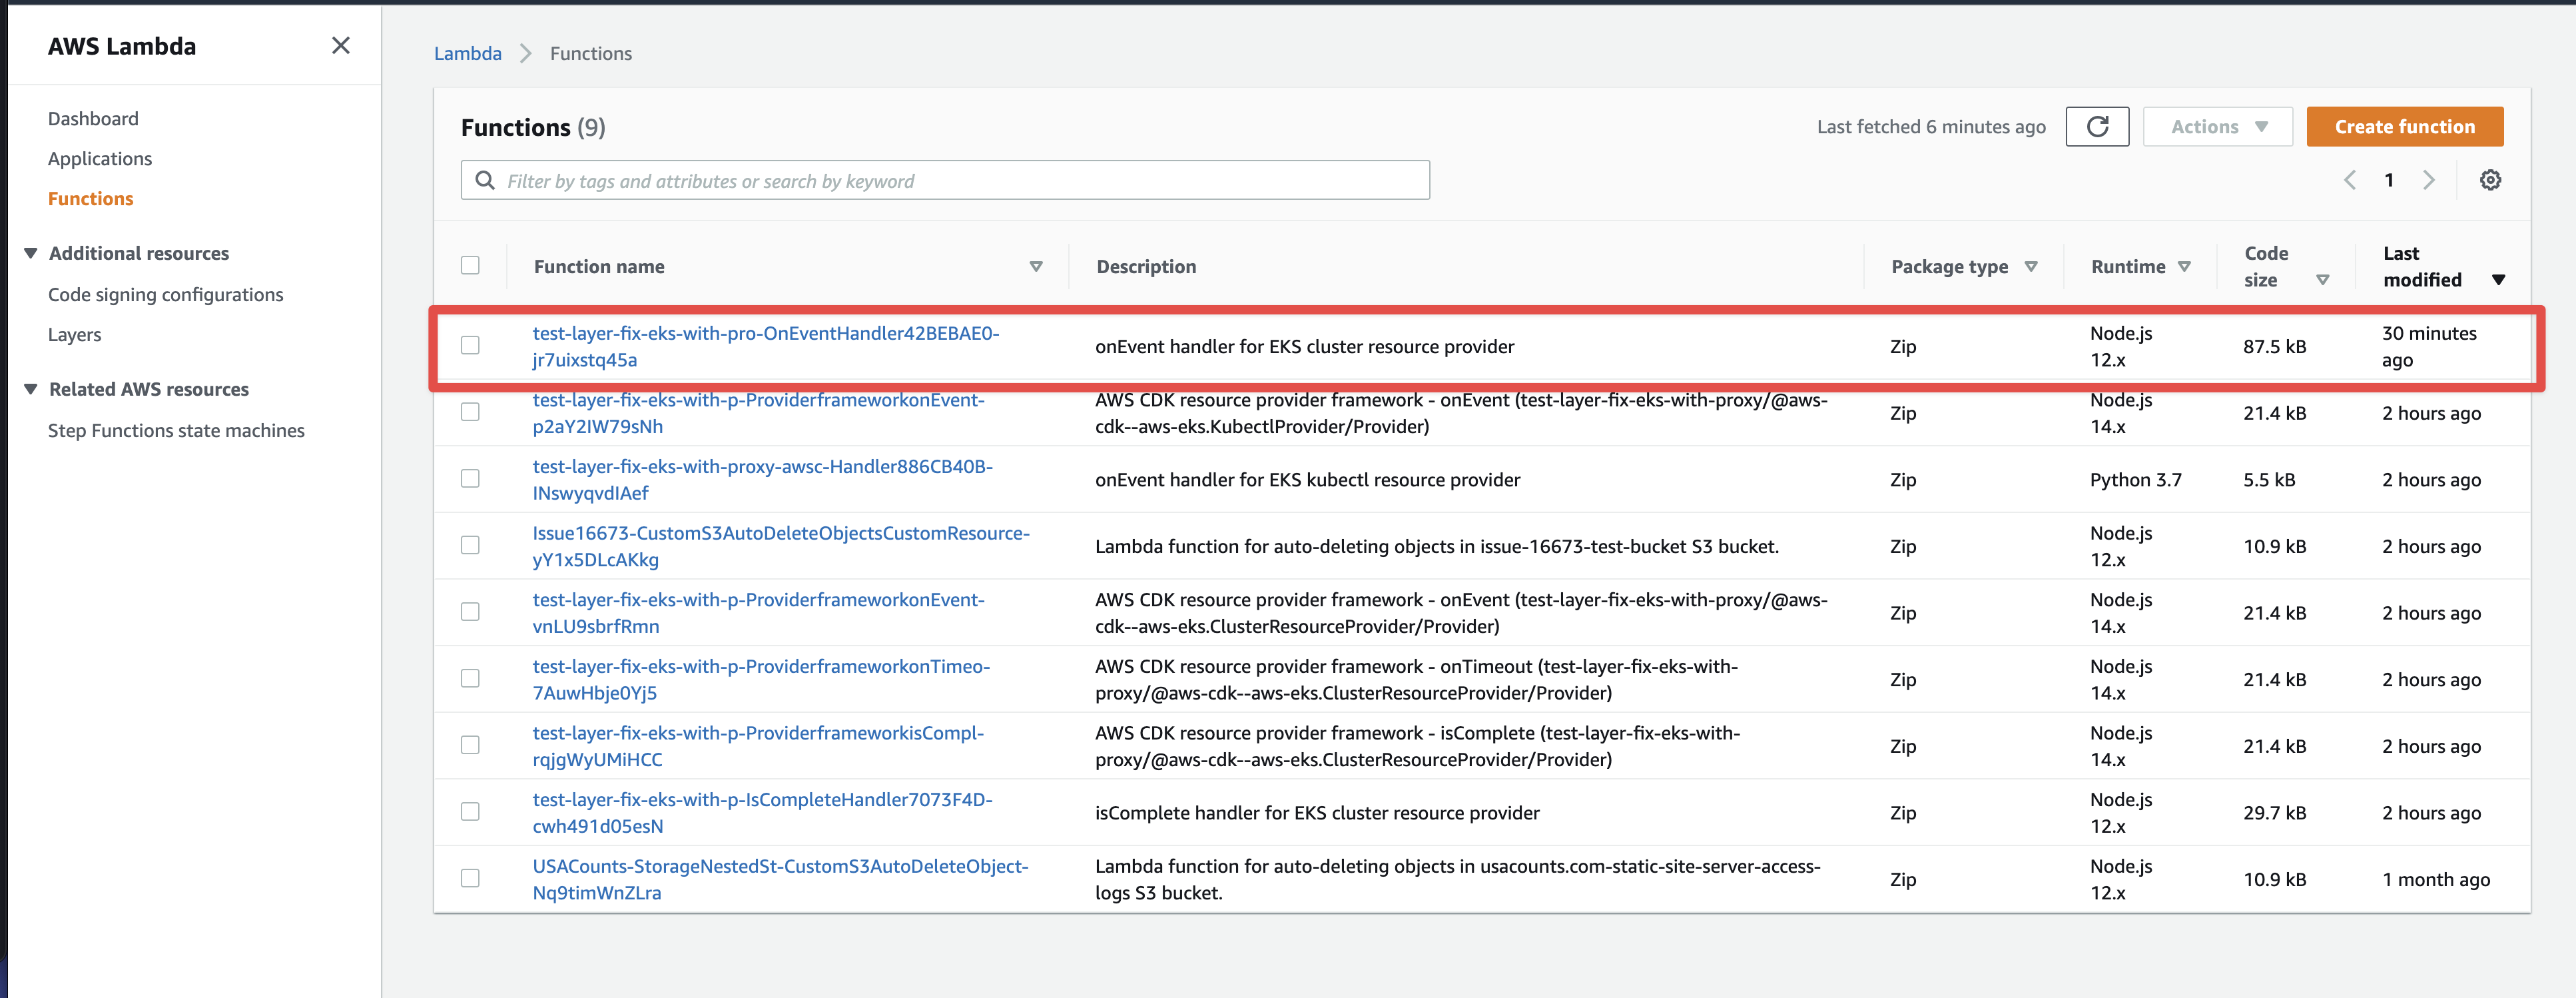 AWS Lambda
Dashboard
Applications
Functions
Additional resources
Code signing configurations
Layers
Related AWS resources
Step Functions state machines
Lambda > Functions
Functions (9)
Last fetched 6 minutes ago
Actions
Create function
Filter by tags and attributes or search by keyword
1
Function name
Description
Package type
Runtime
Code
size
Last
modified
test-layer-fix-eks-with-pro-OnEventHandler42BEBAE0-
jr7uixstq45a
onEvent handler for EKS cluster resource provider
Zip
Node.js
12.x
87.5 kB
30 minutes
ago
test-layer-fix-eks-with-p-ProviderframeworkonEvent-
p2aY2IW79sNh
AWS CDK resource provider framework - onEvent (test-layer-fix-eks-with-proxy/@aws-
cdk--aws-eks.KubectlProvider/Provider)
Zip
Node.js
14.x
21.4 kB
2 hours ago
test-layer-fix-eks-with-proxy-awsc-Handler886CB40B-
INswyqvdIAef
onEvent handler for EKS kubectl resource provider
Zip
Python 3.7
5.5 kB
2 hours ago
Issue16673-CustomS3AutoDeleteObjectsCustomResource-
yY1x5DLcAKkg
Lambda function for auto-deleting objects in issue-16673-test-bucket S3 bucket.
Zip
Node.js
12.x
10.9 kB
2 hours ago
test-layer-fix-eks-with-p-ProviderframeworkonEvent-
vnLU9sbrfRmn
AWS CDK resource provider framework - onEvent (test-layer-fix-eks-with-proxy/@aws-
cdk--aws-eks.ClusterResourceProvider/Provider)
Zip
Node.js
14.x
21.4 kB
2 hours ago
test-layer-fix-eks-with-p-ProviderframeworkonTimeo-
7AuwHbje0Yj5
AWS CDK resource provider framework - onTimeout (test-layer-fix-eks-with-
proxy/@aws-cdk--aws-eks.ClusterResourceProvider/Provider)
Zip
Node.js
14.x
21.4 kB
2 hours ago
test-layer-fix-eks-with-p-ProviderframeworkisCompl-
rqjgWyUMiHCC
AWS CDK resource provider framework - isComplete (test-layer-fix-eks-with-
proxy/@aws-cdk--aws-eks.ClusterResourceProvider/Provider)
Zip
Node.js
14.x
21.4 kB
2 hours ago
test-layer-fix-eks-with-p-IsCompleteHandler7073F4D-
cwh491d05esN
isComplete handler for EKS cluster resource provider
Zip
Node.js
12.x
29.7 kB
2 hours ago
USACounts-StorageNestedSt-CustomS3AutoDeleteObject-
Nq9timWnZLra
Lambda function for auto-deleting objects in usacounts.com-static-site-server-access-
logs S3 bucket.
Zip
Node.js
12.x
10.9 kB
1 month ago